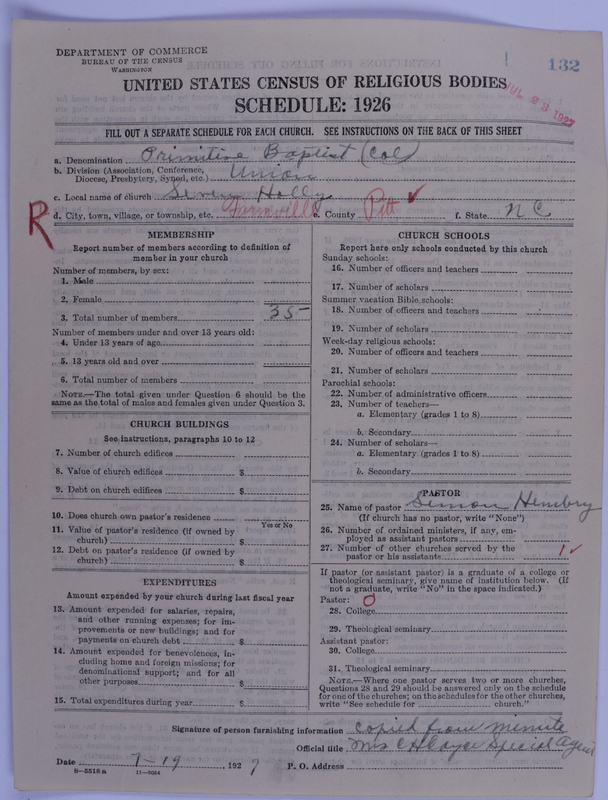 DEPARTMENT OF COMMERCE
BUREAU OF THE CENSUS
WASHINGTON
132
JUL 23 1927
UNITED STATES CENSUS OF RELIGIOUS BODIES
SCHEDULE: 1926
FILL OUT A SEPARATE SCHEDULE FOR EACH CHURCH. SEE INSTRUCTIONS ON THE BACK OF THIS SHEET
a. Denomination Primitive Baptist (Col)
b. Division (Association, Conference, Diocese, Presbytery, Synod, etc.) Union
c. Local name of church Holly
R
d. City, town, village, or township, etc. Farmville e. County Pitt ✓ f. State N C
MEMBERSHIP
Report number of members according to definition of
member in your church
Number of members, by sex:
1. Male
2. Female
3. Total number of members 35
Number of members under and over 13 years old:
4. Under 13 years of age
5. 13 years old and over
6. Total number of members
NOTE.—The total given under Question 6 should be
same as the total of males and females given under Question 3.
CHURCH BUILDINGS
See instructions, paragraphs 10 to 12
7. Number of church edifices
8. Value of church edifices $
9. Debt on church edifices $
10. Does church own pastor's residence
Yes or No
11. Value of pastor's residence (if owned by
church) $
12. Debt on pastor's residence (if owned by
church) $
EXPENDITURES
Amount expended by your church during last fiscal year
13. Amount expended for salaries, repairs,
and other running expenses; for im-
provements or new buildings; and for
payments on church debt $
14. Amount expended for benevolences, in-
cluding home and foreign missions; for
denominational support; and for all
other purposes $
15. Total expenditures during year $
CHURCH SCHOOLS
Report here only schools conducted by this church
Sunday schools:
16. Number of officers and teachers
17. Number of scholars
Summer vacation Bible schools:
18. Number of officers and teachers
19. Number of scholars
Week-day religious schools:
20. Number of officers and teachers
21. Number of scholars
Parochial schools:
22. Number of administrative officers
23. Number of teachers—
a. Elementary (grades 1 to 8)
b. Secondary
24. Number of scholars—
a. Elementary (grades 1 to 8)
b. Secondary
PASTOR
25. Name of pastor Hembry
(If church has no pastor, write "None")
26. Number of ordained ministers, if any, em-
ployed as assistant pastors
27. Number of other churches served by the
pastor or his assistants 1 ✓
If pastor (or assistant pastor) is a graduate of a college or
theological seminary, give name of institution below. (If
not a graduate, write "No" in the space indicated.)
Pastor: O
28. College
29. Theological seminary
Assistant pastor:
30. College
31. Theological seminary
NOTE.—Where one pastor serves two or more churches,
Questions 28 and 29 should be answered only on the schedule
for one of the churches; on the schedules for the other churches,
write "See schedule for church."
Signature of person furnishing information copied from minute
Official title Mrs Special Agent
Date 7-19, 1927 P. O. Address
8-5518a 11-9054